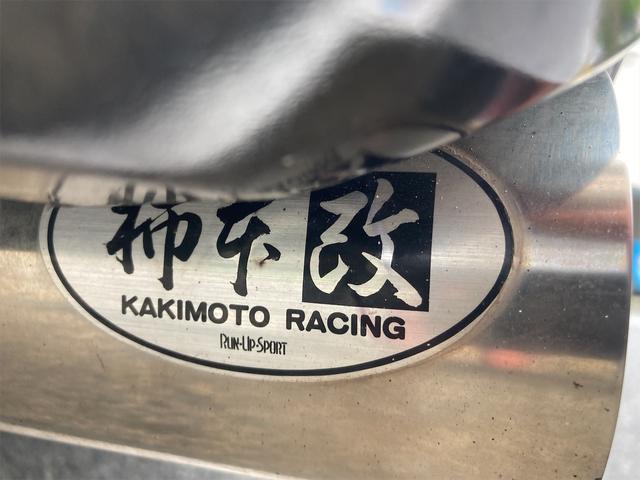 柿本改
KAKIMOTO RACING
RUN-UP-SPORT